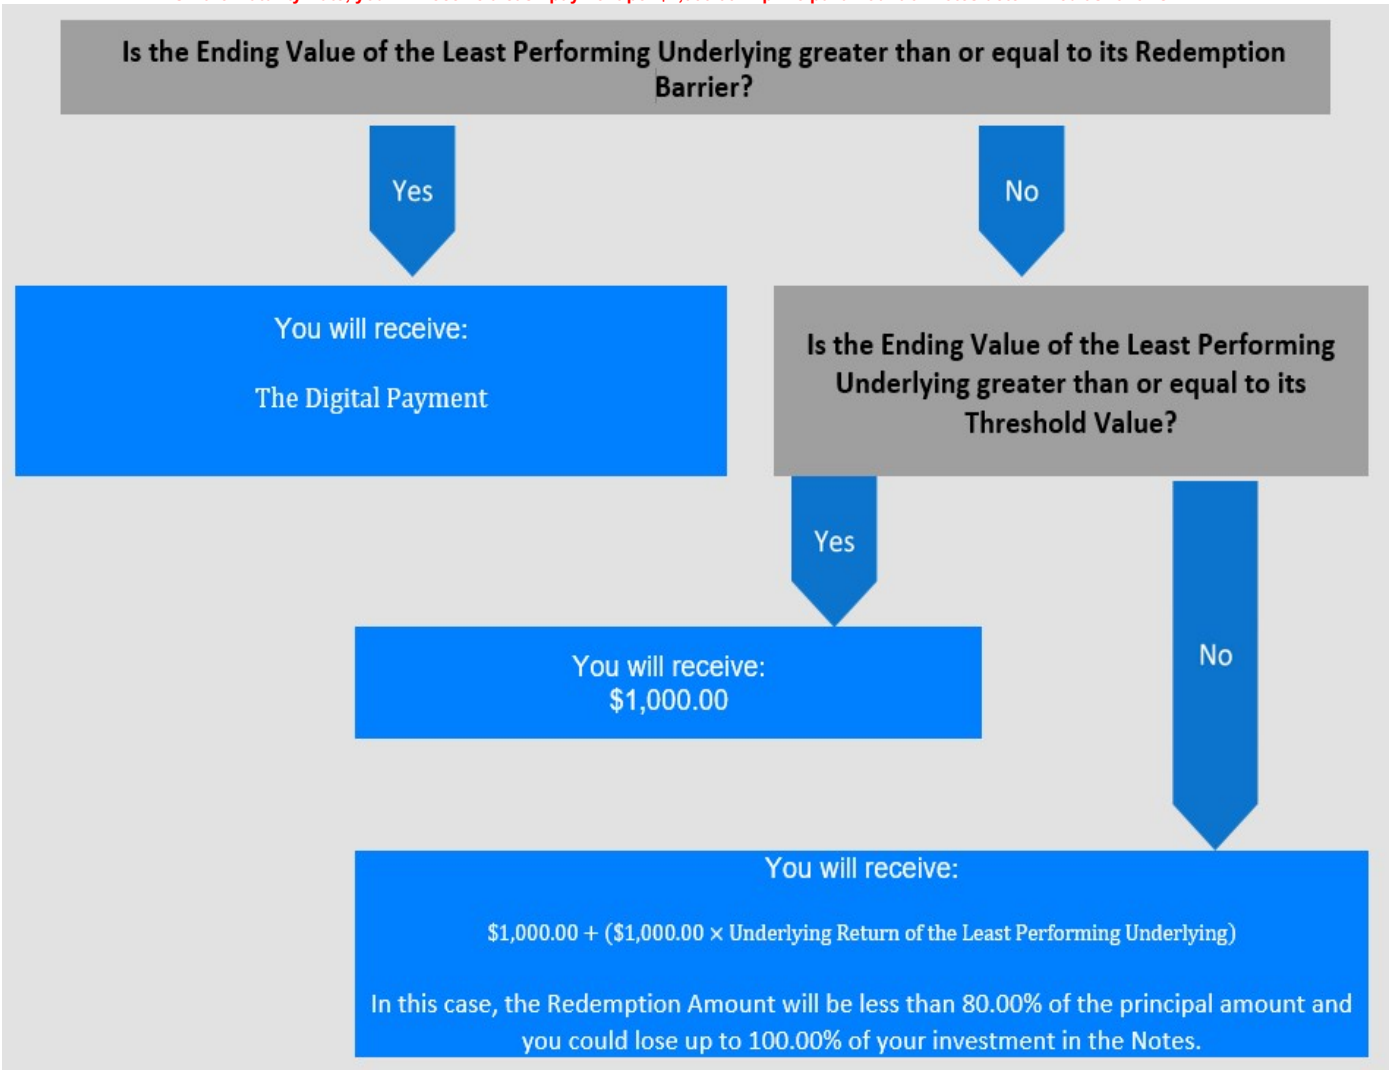 Is the Ending Value of the Least Performing Underlying greater than or equal to its Redemption
Barrier?
Yes
No
You will receive:
The Digital Payment
Is the Ending Value of the Least Performing
Underlying greater than or equal to its
Threshold Value?
Yes
No
You will receive:
$1,000.00
You will receive:
$1,000.00 + ($1,000.00 × Underlying Return of the Least Performing Underlying)
In this case, the Redemption Amount will be less than 80.00% of the principal amount and
you could lose up to 100.00% of your investment in the Notes.